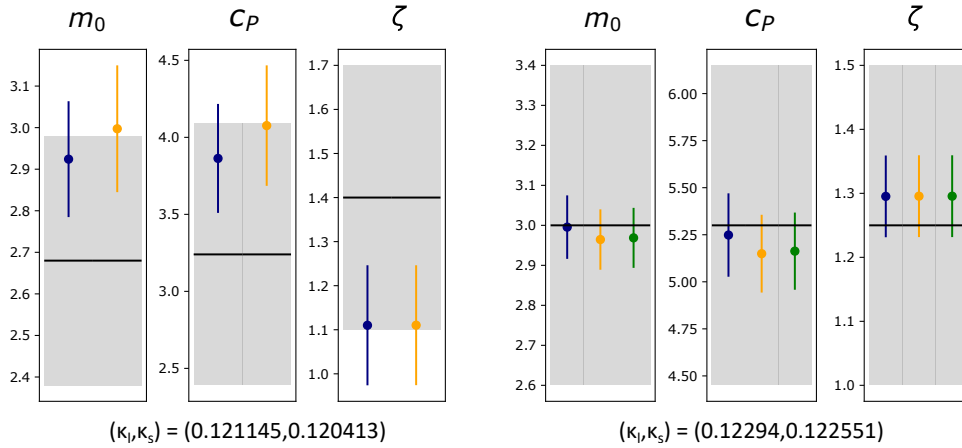 m₀ c_P ζ m₀ c_P ζ
3.1 3.0 2.9 2.8 2.7 2.6 2.5 2.4
4.5 4.0 3.5 3.0 2.5
1.7 1.6 1.5 1.4 1.3 1.2 1.1 1.0
3.4 3.3 3.2 3.1 3.0 2.9 2.8 2.7 2.6
6.00 5.75 5.50 5.25 5.00 4.75 4.50
1.5 1.4 1.3 1.2 1.1 1.0
(κₗ,κₛ) = (0.121145,0.120413) (κₗ,κₛ) = (0.12294,0.122551)